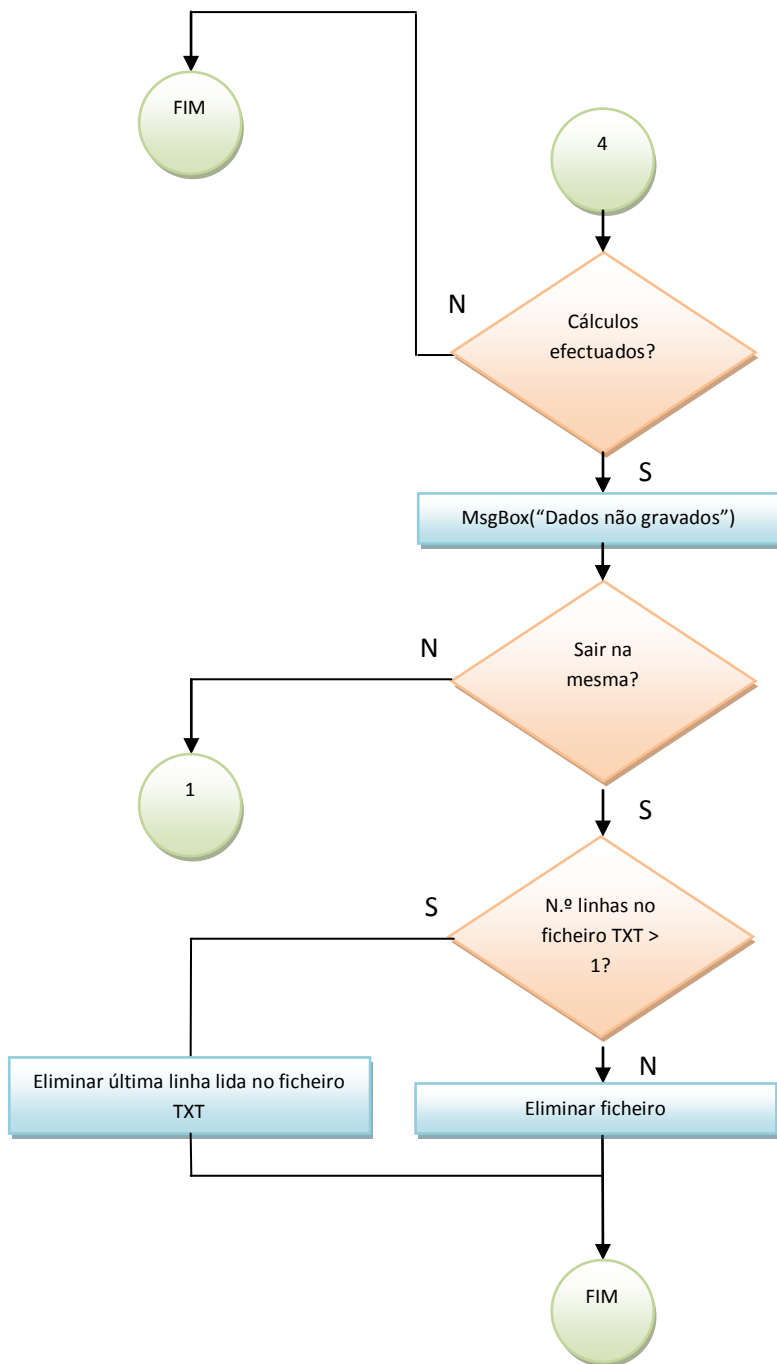 FIM
4
N
Cálculos
efectuados?
S
MsgBox(“Dados não gravados”)
N
Sair na
mesma?
1
S
S
N.º linhas no
ficheiro TXT >
1?
N
Eliminar última linha lida no ficheiro
TXT
Eliminar ficheiro
FIM